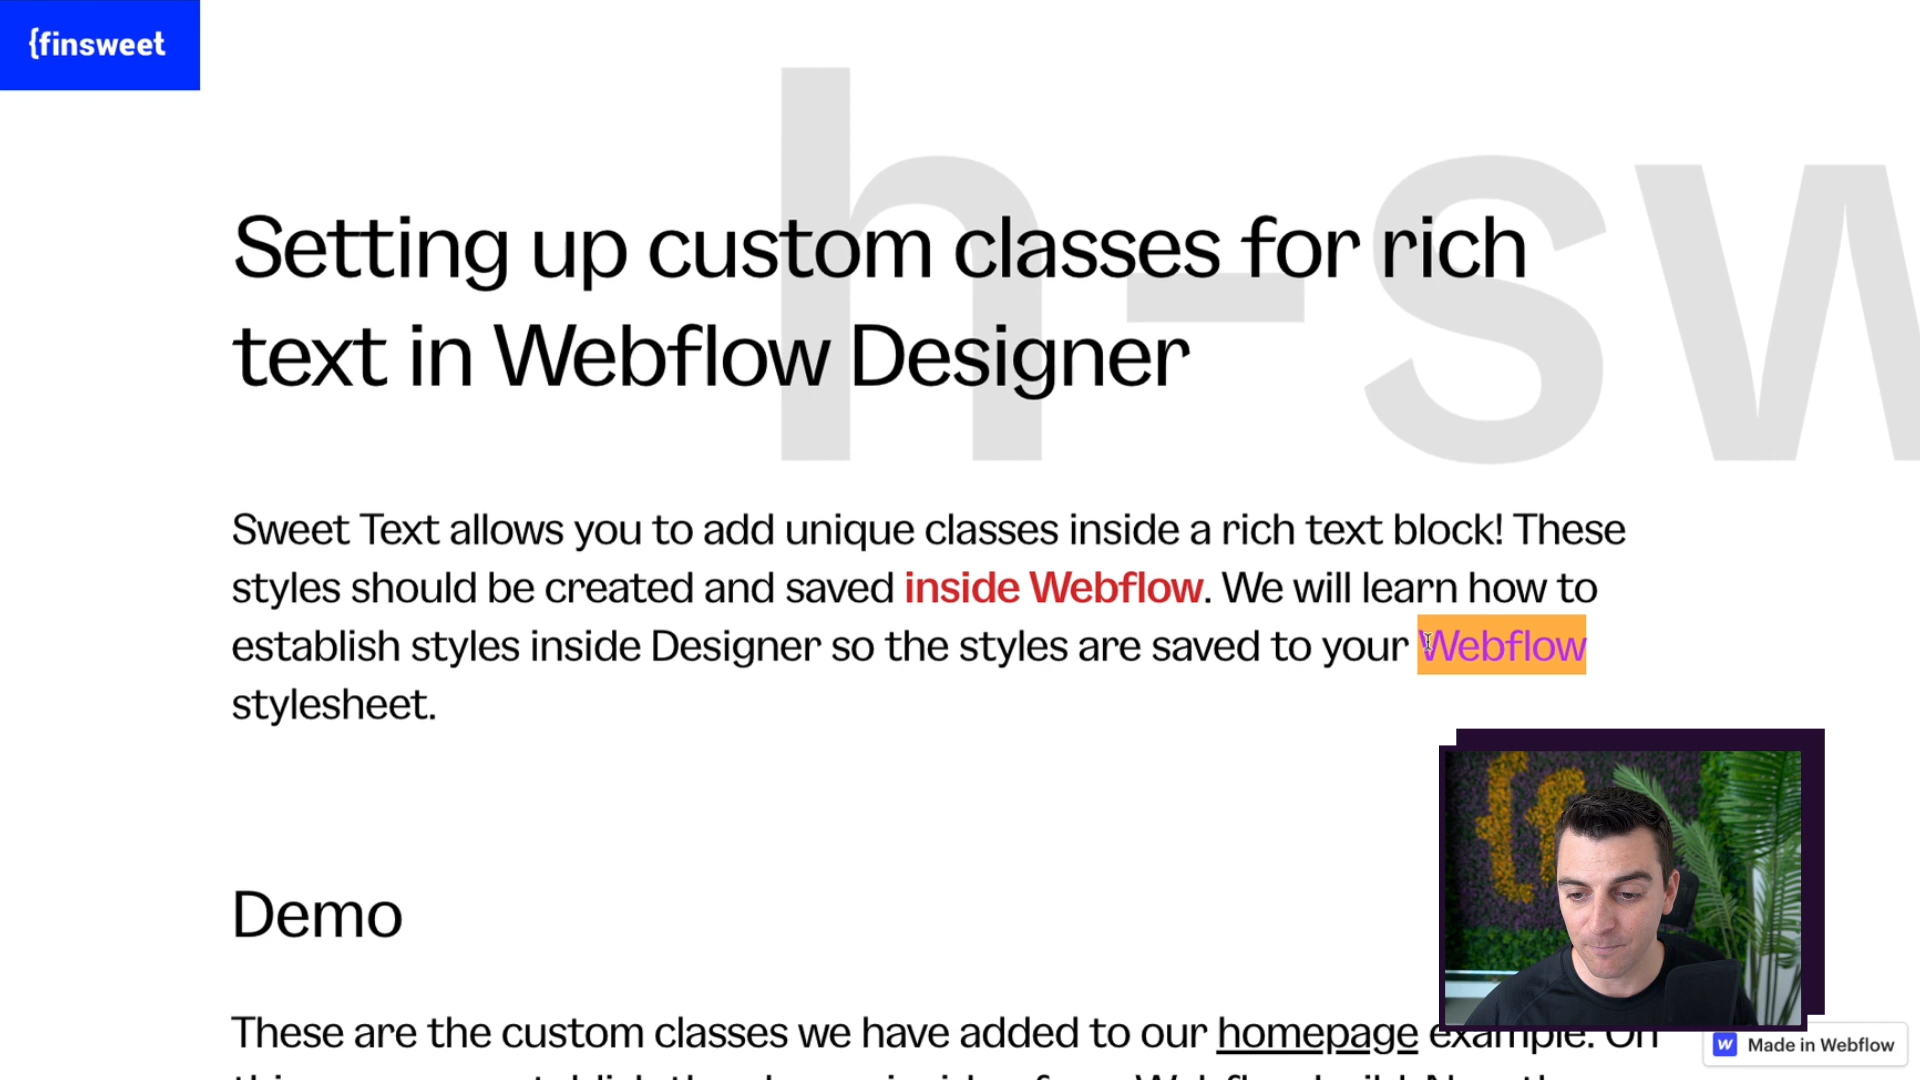 {finsweet
h-sw
Setting up custom classes for rich
text in Webflow Designer
Sweet Text allows you to add unique classes inside a rich text block! These
styles should be created and saved inside Webflow. We will learn how to
establish styles inside Designer so the styles are saved to your Webflow
stylesheet.
Demo
These are the custom classes we have added to our homepage example. On
Made in Webflow